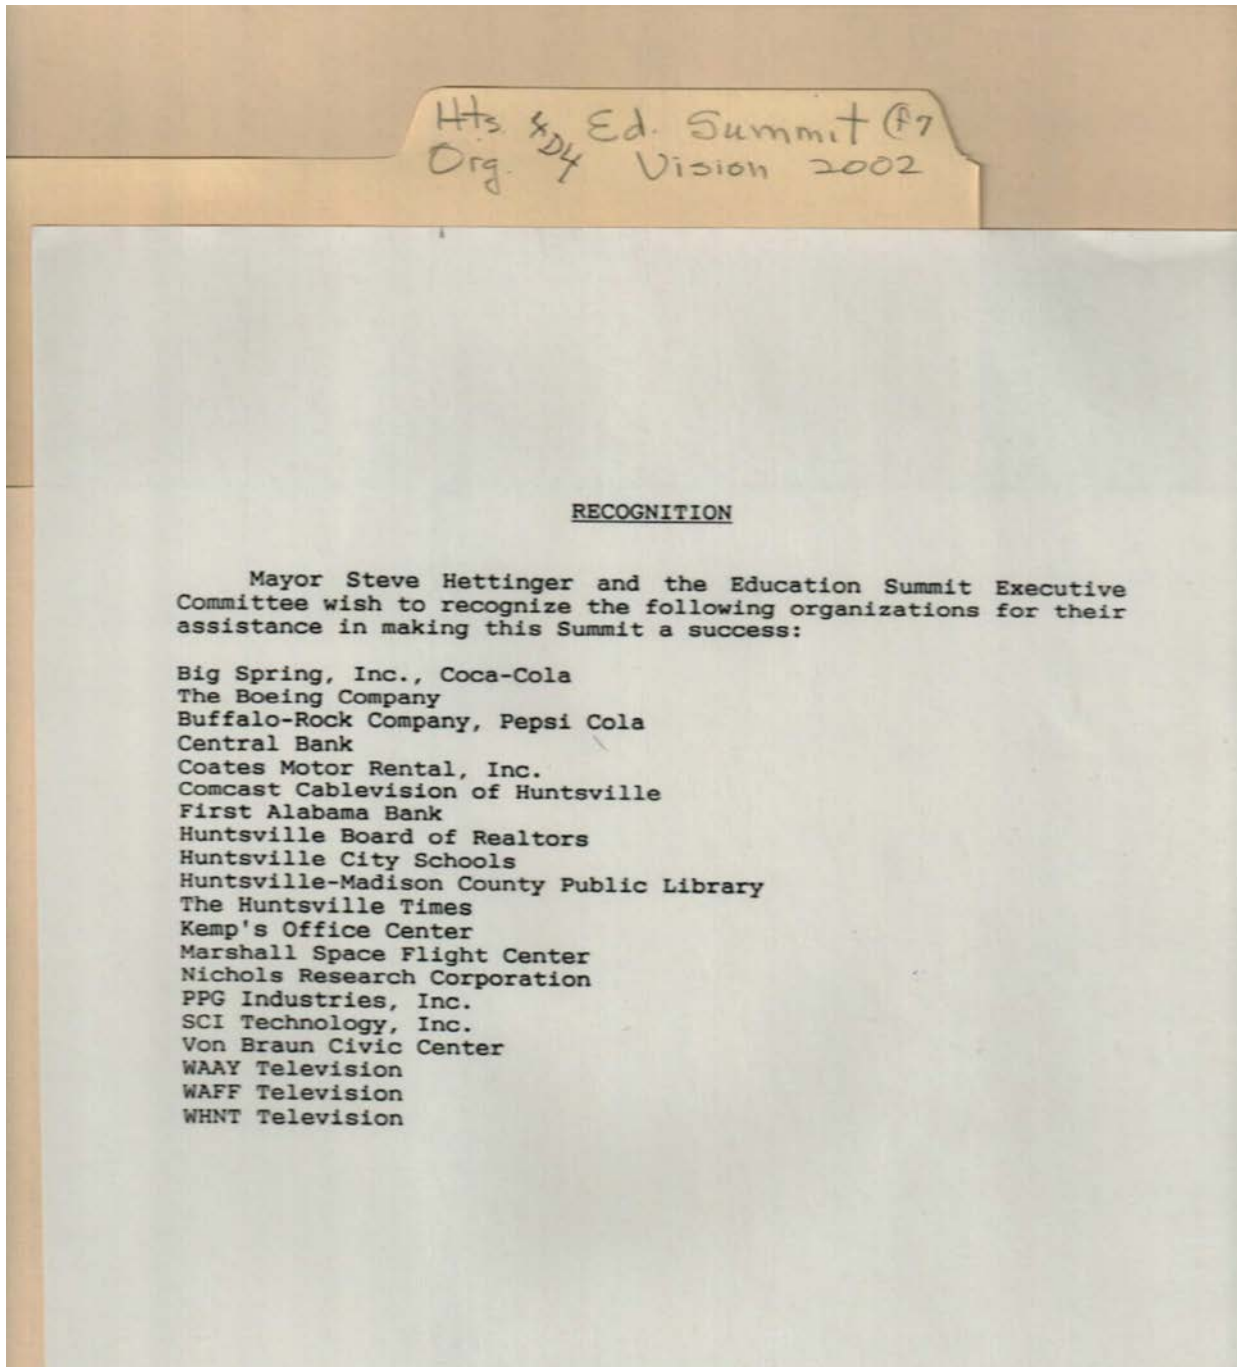 Hts. & Ed. Summit
Org. D4 Vision 2002
RECOGNITION
Mayor Steve Hettinger and the Education Summit Executive
Committee wish to recognize the following organizations for their
assistance in making this Summit a success:
Big Spring, Inc., Coca-Cola
The Boeing Company
Buffalo-Rock Company, Pepsi Cola
Central Bank
Coates Motor Rental, Inc.
Comcast Cablevision of Huntsville
First Alabama Bank
Huntsville Board of Realtors
Huntsville City Schools
Huntsville-Madison County Public Library
The Huntsville Times
Kemp's Office Center
Marshall Space Flight Center
Nichols Research Corporation
PPG Industries, Inc.
SCI Technology, Inc.
Von Braun Civic Center
WAAY Television
WAFF Television
WHNT Television